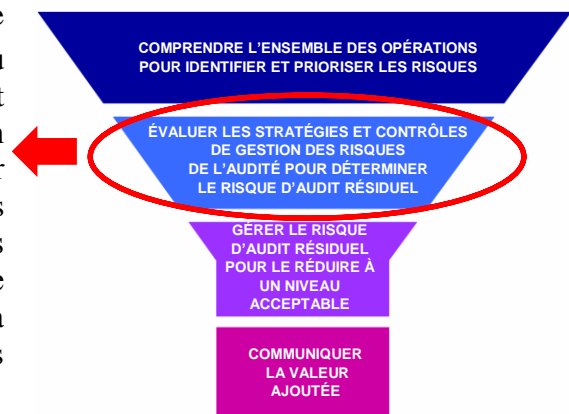 e
u
t
n
r
s
s
e
a
s
COMPRENDRE L'ENSEMBLE DES OPÉRATIONS
POUR IDENTIFIER ET PRIORISER LES RISQUES
ÉVALUER LES STRATÉGIES ET CONTRÔLES
DE GESTION DES RISQUES
DE L'AUDITÉ POUR DÉTERMINER
LE RISQUE D'AUDIT RÉSIDUEL
GÉRER LE RISQUE
D'AUDIT RÉSIDUEL
POUR LE RÉDUIRE À
UN NIVEAU
ACCEPTABLE
COMMUNIQUER
LA VALEUR
AJOUTÉE